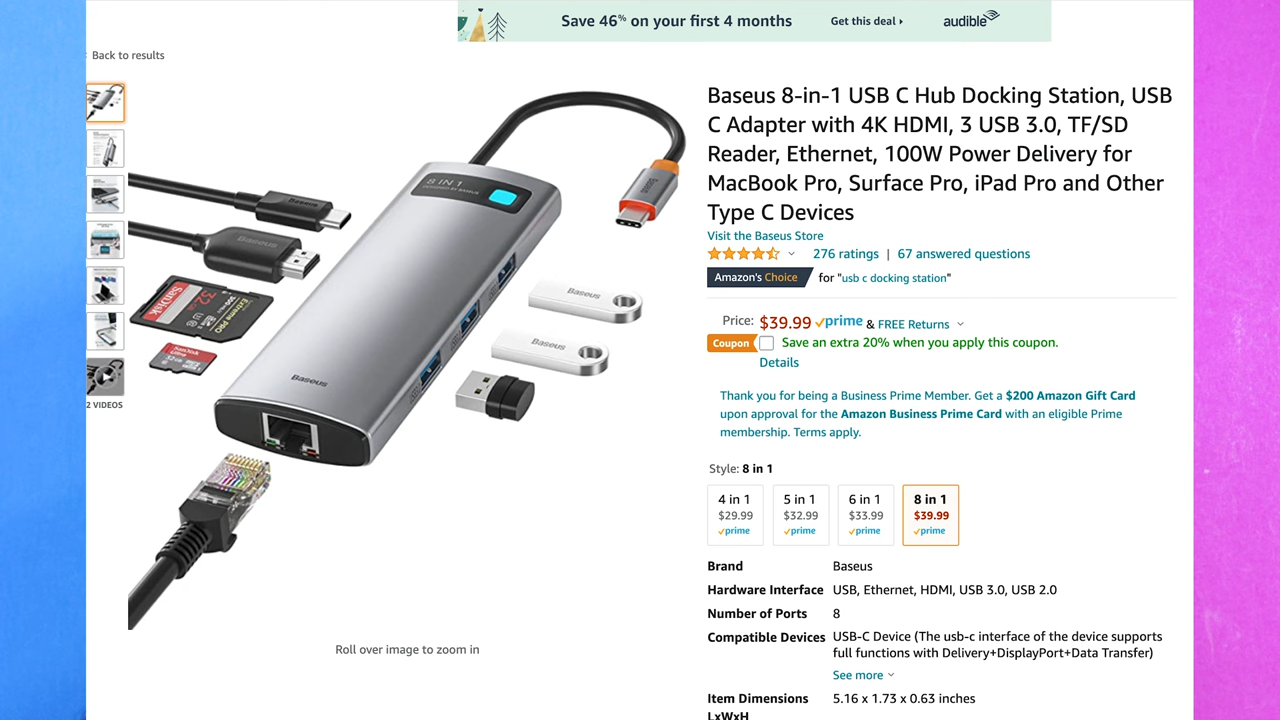 Save 46% on your first 4 months
Get this deal ›
audible
Back to results
2 VIDEOS
8 IN 1
DESIGNED BY BASEUS
Baseus
Baseus
Baseus
SanDisk
Extreme PRO
32GB
SanDisk
Ultra
32GB
Baseus
Baseus
Baseus
Roll over image to zoom in
Baseus 8-in-1 USB C Hub Docking Station, USB
C Adapter with 4K HDMI, 3 USB 3.0, TF/SD
Reader, Ethernet, 100W Power Delivery for
MacBook Pro, Surface Pro, iPad Pro and Other
Type C Devices
Visit the Baseus Store
276 ratings | 67 answered questions
Amazon's Choice for "usb c docking station"
Price: $39.99 prime & FREE Returns
Coupon Save an extra 20% when you apply this coupon.
Details
Thank you for being a Business Prime Member. Get a $200 Amazon Gift Card
upon approval for the Amazon Business Prime Card with an eligible Prime
membership. Terms apply.
Style: 8 in 1
4 in 1 5 in 1 6 in 1 8 in 1
$29.99 $32.99 $33.99 $39.99
prime prime prime prime
Brand Baseus
Hardware Interface USB, Ethernet, HDMI, USB 3.0, USB 2.0
Number of Ports 8
Compatible Devices USB-C Device (The usb-c interface of the device supports
full functions with Delivery+DisplayPort+Data Transfer)
See more
Item Dimensions 5.16 x 1.73 x 0.63 inches
LxWxH